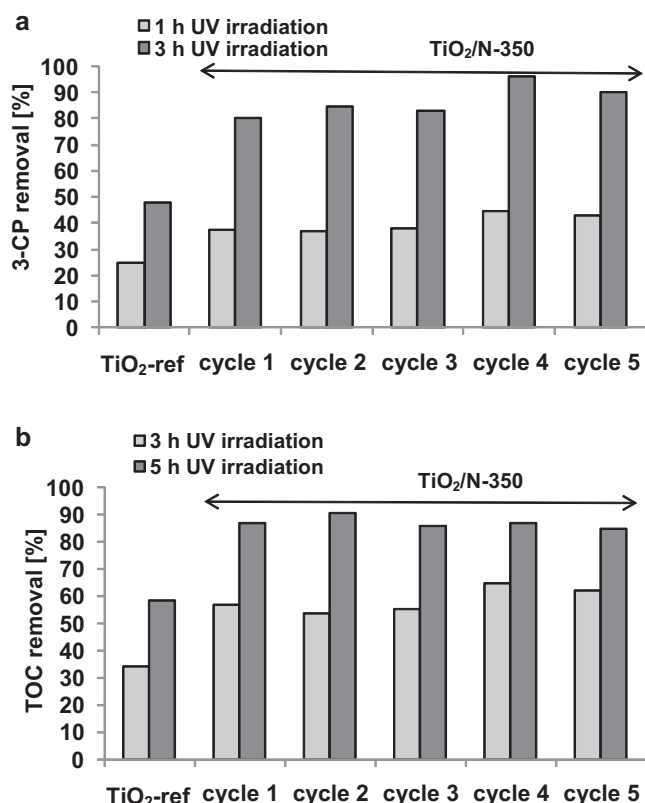 a
1 h UV irradiation
3 h UV irradiation
TiO₂/N-350
3-CP removal [%]
100
90
80
70
60
50
40
30
20
10
0
TiO₂-ref cycle 1 cycle 2 cycle 3 cycle 4 cycle 5
b
3 h UV irradiation
5 h UV irradiation
TiO₂/N-350
TOC removal [%]
100
90
80
70
60
50
40
30
20
10
0
TiO₂-ref cycle 1 cycle 2 cycle 3 cycle 4 cycle 5